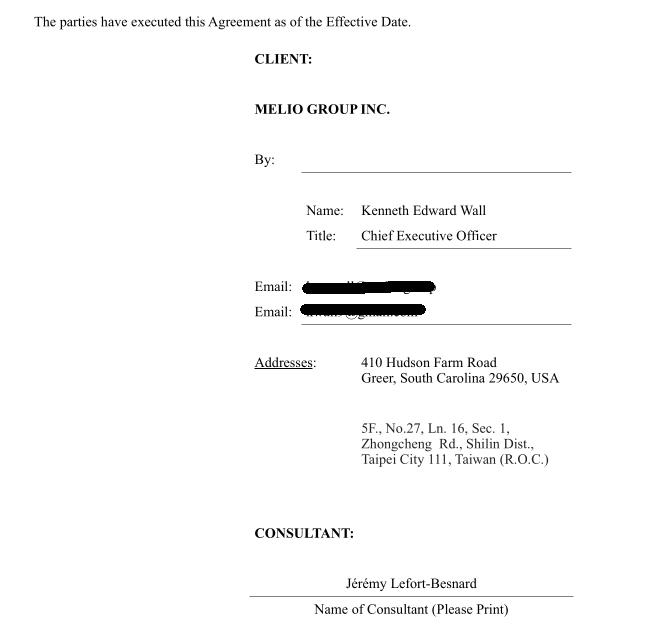 The parties have executed this Agreement as of the Effective Date.
CLIENT:
MELIO GROUP INC.
By:
Name: Kenneth Edward Wall
Title: Chief Executive Officer
Email:
Email:
Addresses: 410 Hudson Farm Road
Greer, South Carolina 29650, USA
5F., No.27, Ln. 16, Sec. 1,
Zhongcheng Rd., Shilin Dist.,
Taipei City 111, Taiwan (R.O.C.)
CONSULTANT:
Jérémy Lefort-Besnard
Name of Consultant (Please Print)